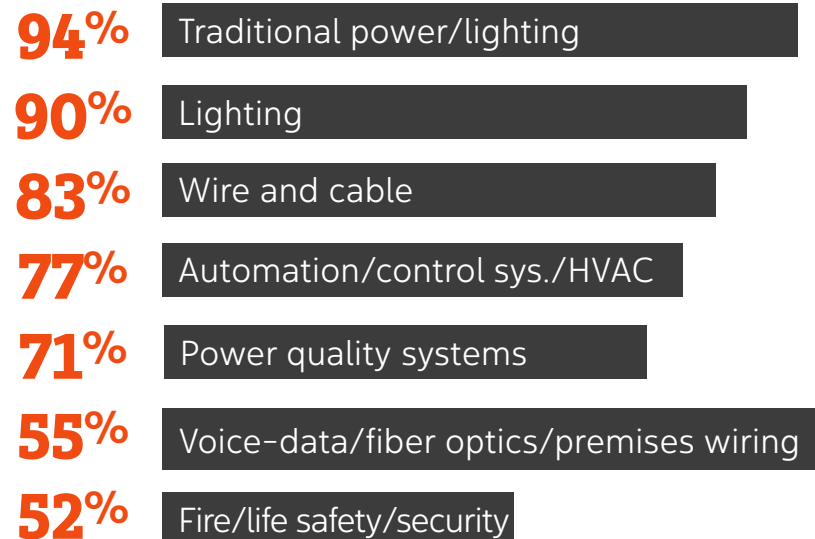 94% Traditional power/lighting
90% Lighting
83% Wire and cable
77% Automation/control sys./HVAC
71% Power quality systems
55% Voice-data/fiber optics/premises wiring
52% Fire/life safety/security